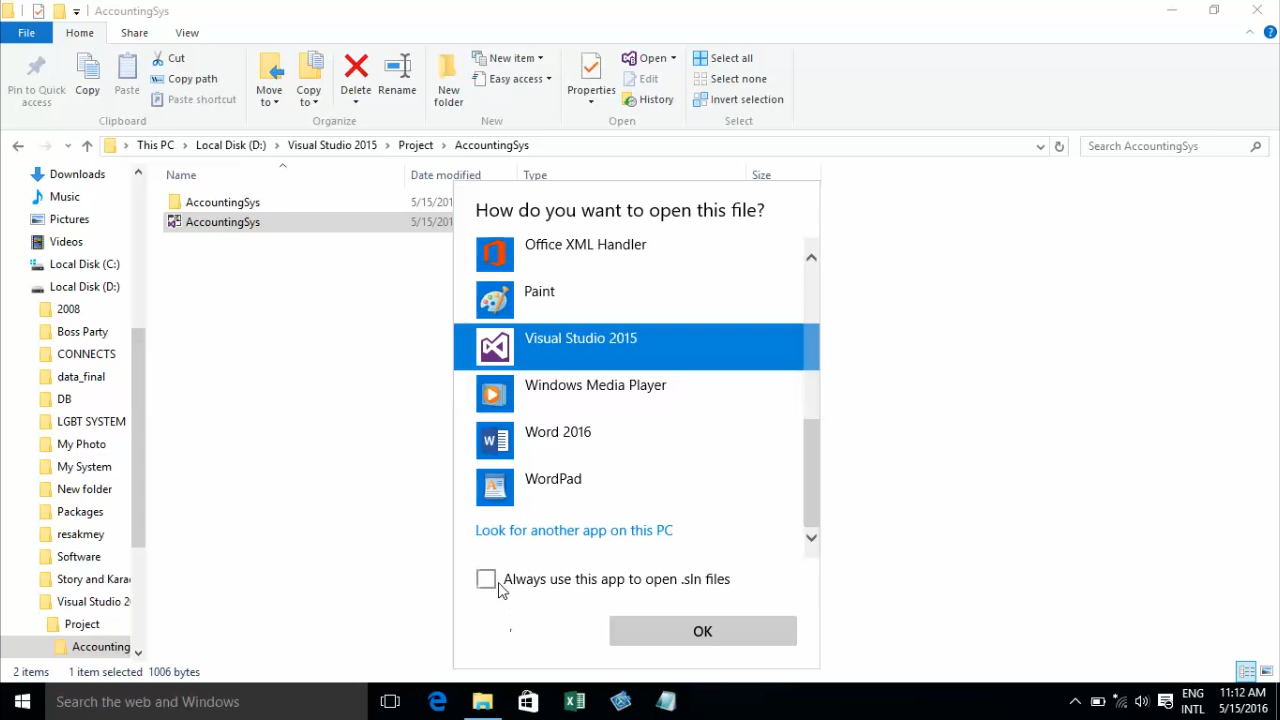 AccountingSys
File Home Share View
Pin to Quick access
Copy
Paste
Cut
Copy path
Paste shortcut
Move to
Copy to
Delete
Rename
New folder
New item
Easy access
Properties
Open
Edit
History
Select all
Select none
Invert selection
Clipboard Organize New Open Select
This PC Local Disk (D:) Visual Studio 2015 Project AccountingSys
Search AccountingSys
Downloads
Music
Pictures
Videos
Local Disk (C:)
Local Disk (D:)
2008
Boss Party
CONNECTS
data_final
DB
LGBT SYSTEM
My Photo
My System
New folder
Packages
resakmey
Software
Story and Kara
Visual Studio 2
Project
Accounting
Name Date modified Type Size
AccountingSys 5/15/201
AccountingSys 5/15/201
How do you want to open this file?
Office XML Handler
Paint
Visual Studio 2015
Windows Media Player
Word 2016
WordPad
Look for another app on this PC
Always use this app to open .sln files
OK
2 items 1 item selected 1006 bytes
Search the web and Windows
ENG
INTL
11:12 AM
5/15/2016